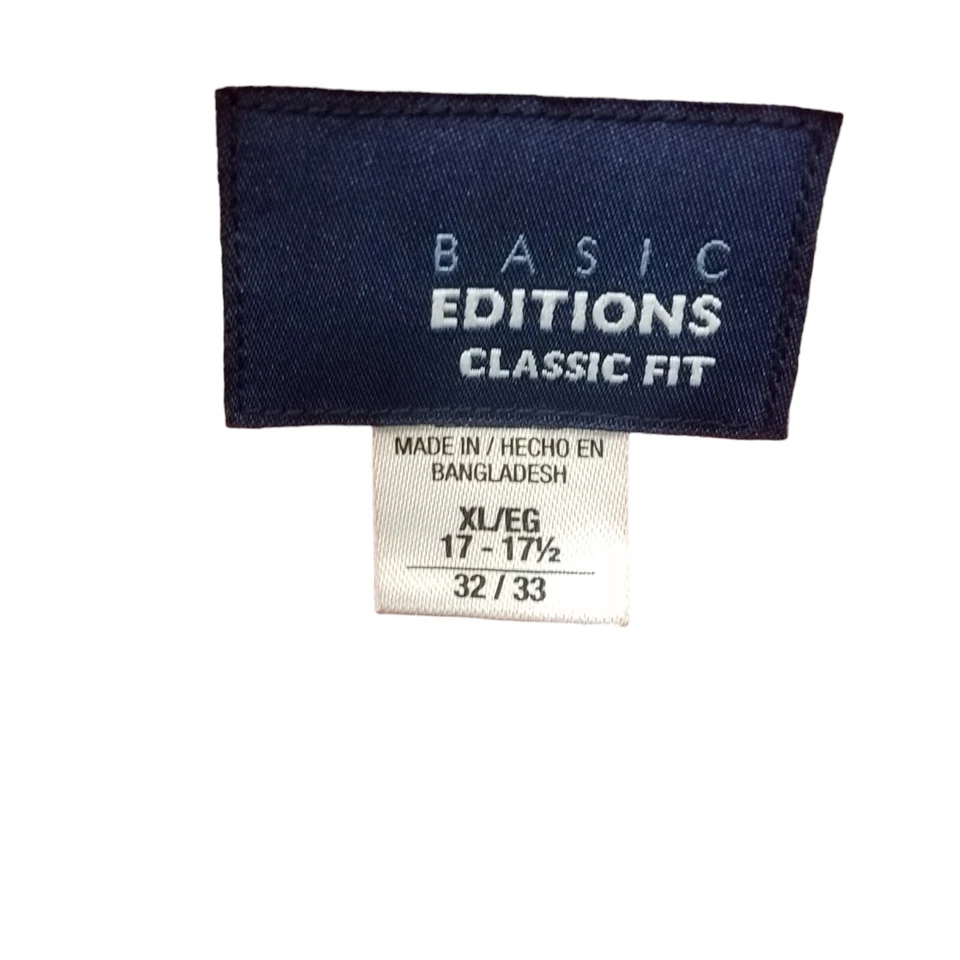 BASIC
EDITIONS
CLASSIC FIT
MADE IN / HECHO EN
BANGLADESH
XL/EG
17 - 17½
32 / 33